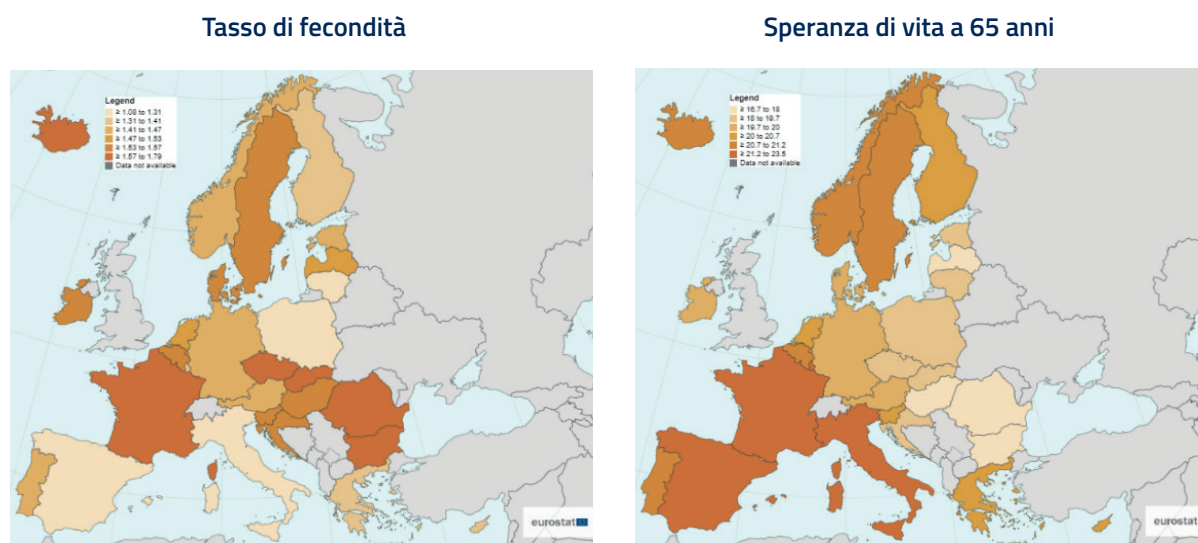 Tasso di fecondità
Legend
≥ 1.08 to 1.31
≥ 1.31 to 1.41
≥ 1.41 to 1.47
≥ 1.47 to 1.53
≥ 1.53 to 1.57
≥ 1.57 to 1.79
Data not available
eurostat
Speranza di vita a 65 anni
Legend
≥ 16.7 to 18
≥ 18 to 19.7
≥ 19.7 to 20
≥ 20 to 20.7
≥ 20.7 to 21.2
≥ 21.2 to 23.5
Data not available
eurostat